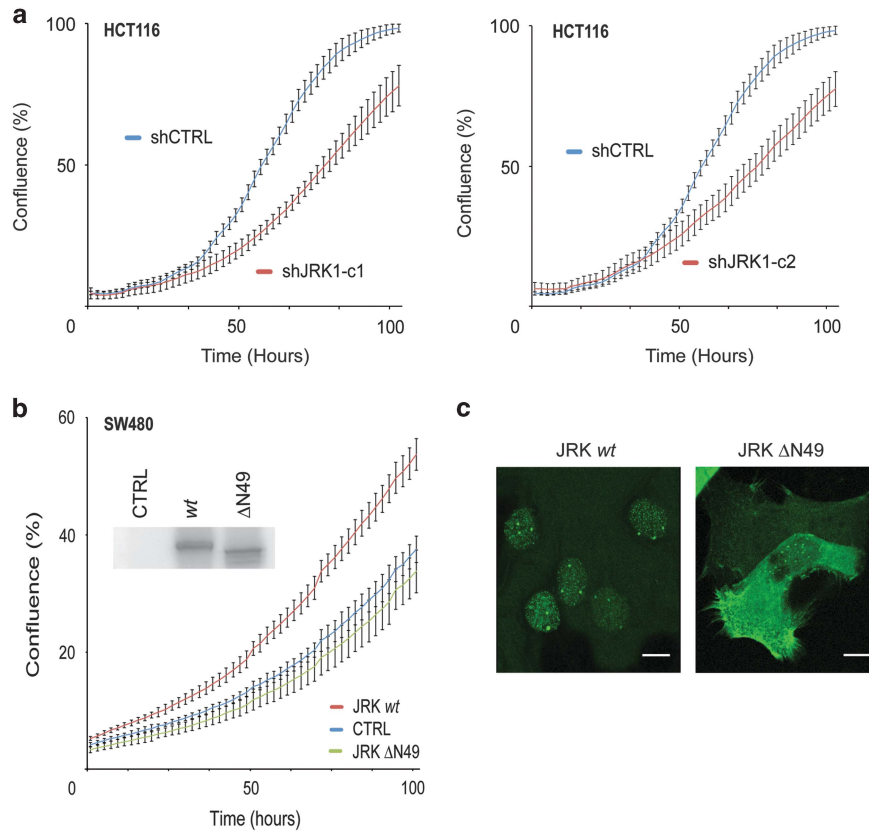 a
HCT116
100
50
0
50
100
Confluence (%)
Time (Hours)
shCTRL
shJRK1-c1
HCT116
100
50
0
50
100
Confluence (%)
Time (Hours)
shCTRL
shJRK1-c2
b
SW480
60
40
20
0
50
100
Confluence (%)
Time (hours)
CTRL
wt
ΔN49
JRK wt
CTRL
JRK ΔN49
c
JRK wt
JRK ΔN49